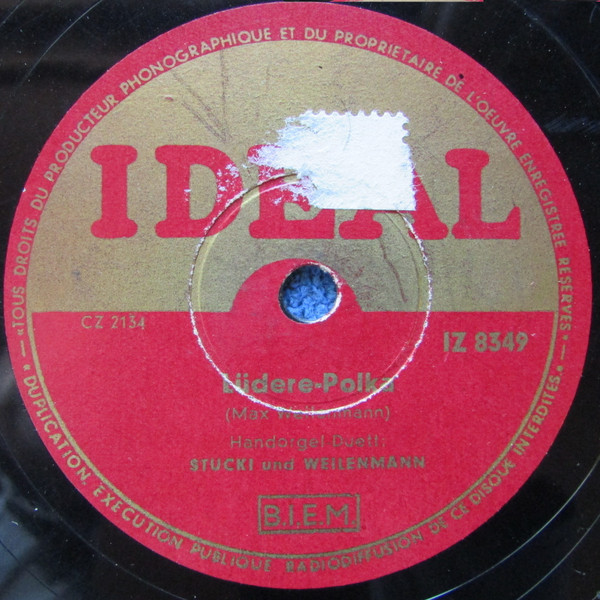 «TOUS DROITS DU PRODUCTEUR PHONOGRAPHIQUE ET DU PROPRIETAIRE DE L'OEUVRE ENREGISTREE RESERVES»
IDEAL
CZ 2134
IZ 8349
Lüdere-Polka
(Max Weilenmann)
Handorgel Duett:
STUCKI und WEILENMANN
B.I.E.M.
«DUPLICATION, EXECUTION PUBLIQUE RADIODIFFUSION DE CE DISQUE INTERDITES.»